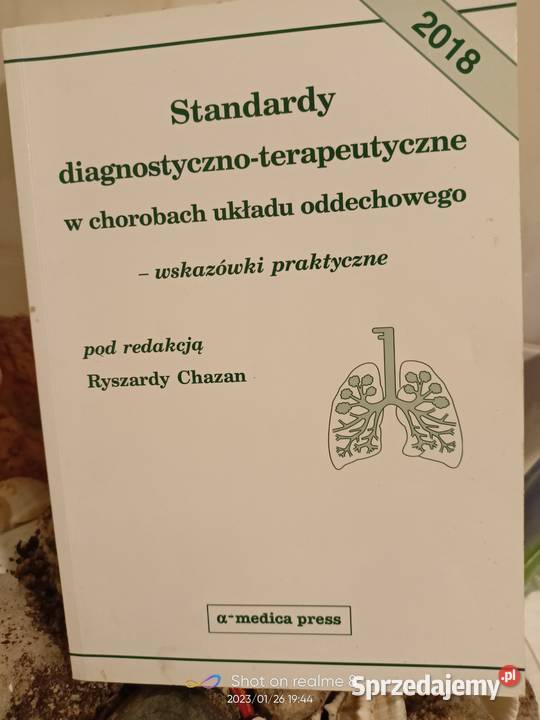 2018
Standardy
diagnostyczno-terapeutyczne
w chorobach układu oddechowego
– wskazówki praktyczne
pod redakcją
Ryszardy Chazan
α-medica press
Shot on realme 8
2023/01/26 19:44
Sprzedajemy.pl